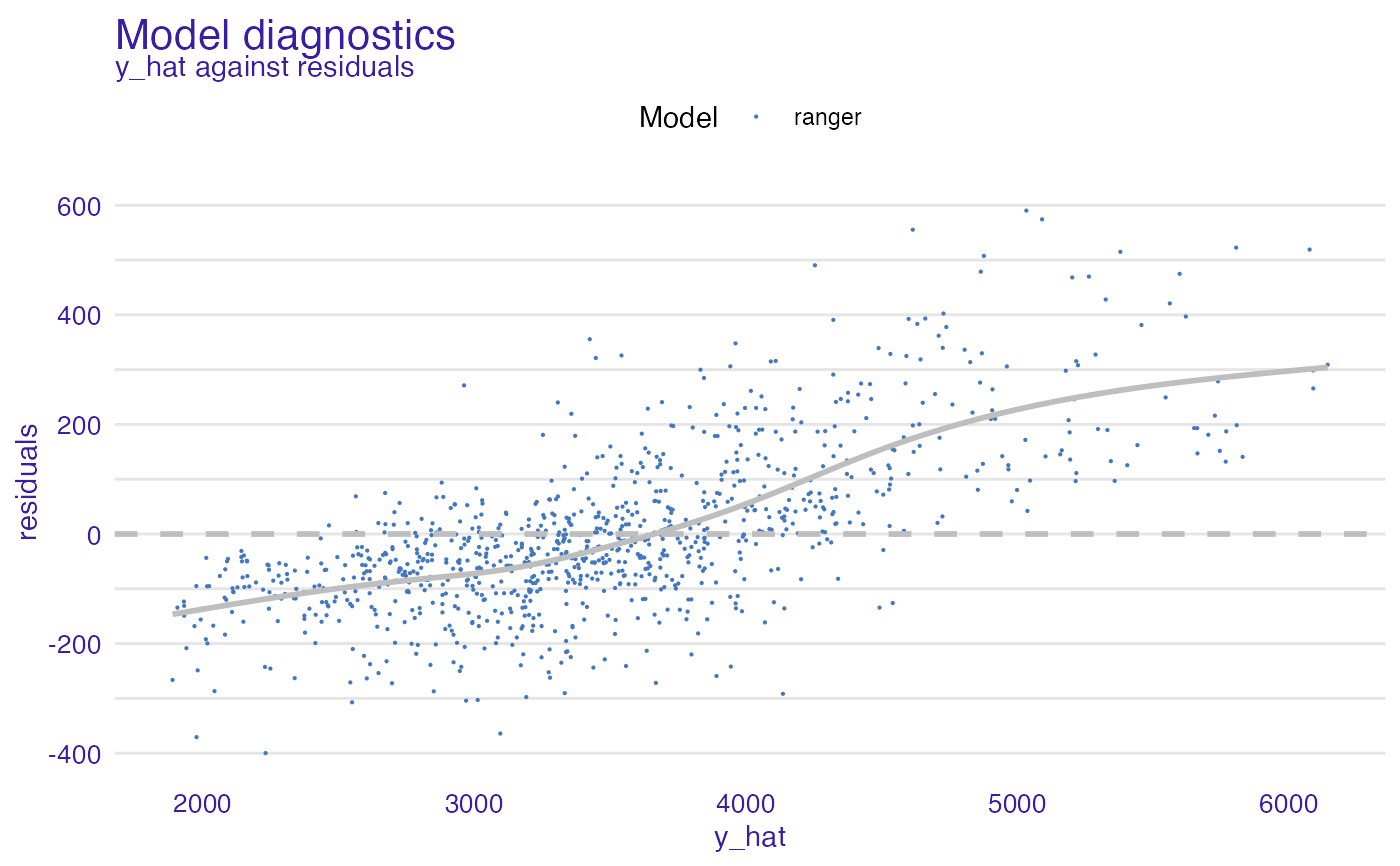 Model diagnostics
y_hat against residuals
Model ranger
600
400
200
0
-200
-400
residuals
2000 3000 4000 5000 6000
y_hat